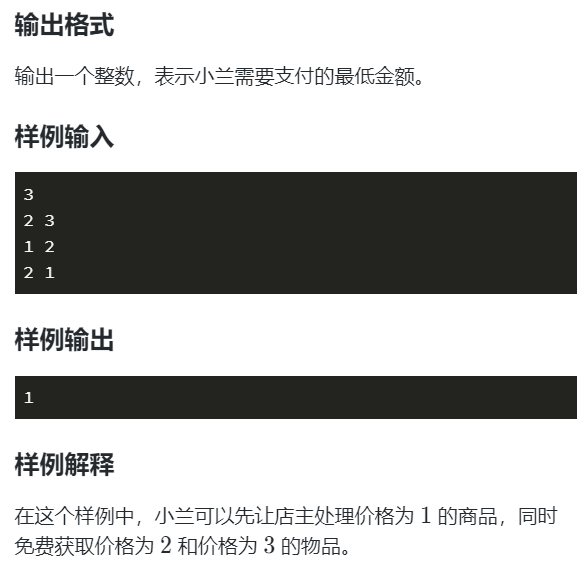 输出格式
输出一个整数，表示小兰需要支付的最低金额。
样例输入
3
2 3
1 2
2 1
样例输出
1
样例解释
在这个样例中，小兰可以先让店主处理价格为 1 的商品，同时
免费获取价格为 2 和价格为 3 的物品。